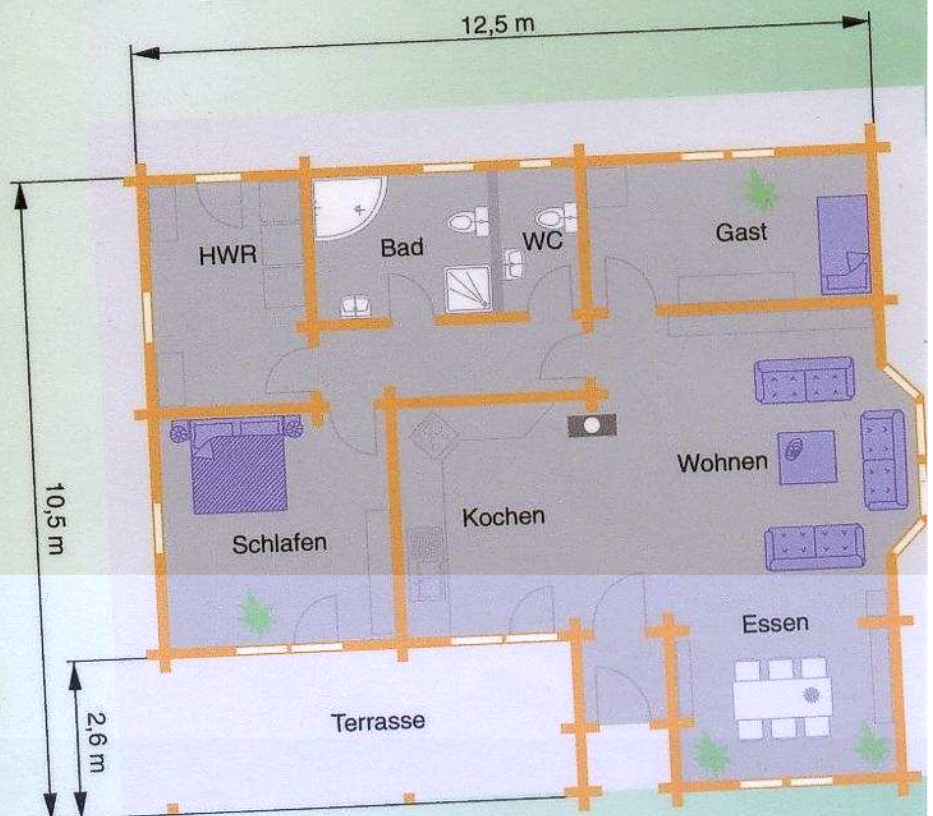 12,5 m
HWR
Bad
WC
Gast
10,5 m
Schlafen
Kochen
Wohnen
Essen
2,6 m
Terrasse